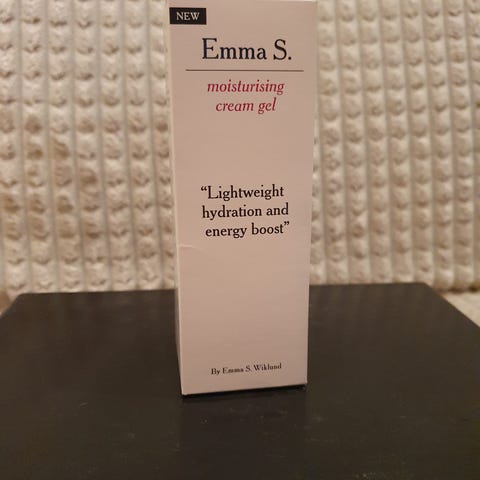 NEW
Emma S.
moisturising
cream gel
“Lightweight
hydration and
energy boost”
By Emma S. Wiklund